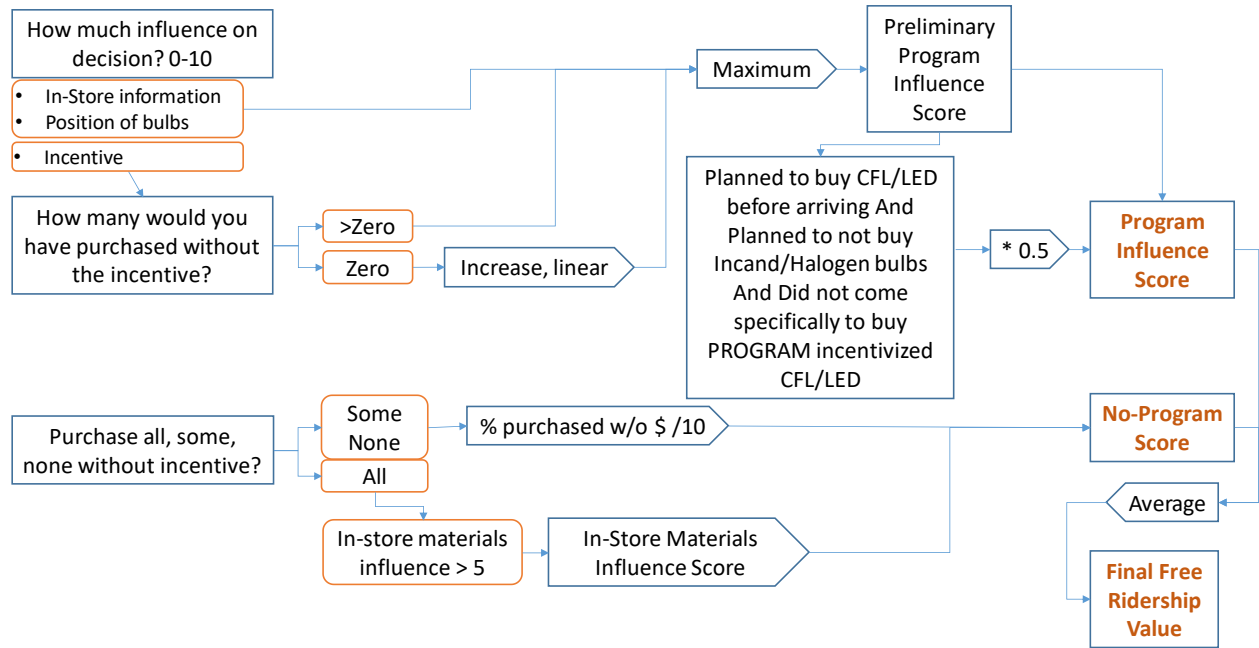 How much influence on
decision? 0-10
• In-Store information
• Position of bulbs
• Incentive
How many would you
have purchased without
the incentive?
>Zero
Zero
Increase, linear
Maximum
Preliminary
Program
Influence
Score
Planned to buy CFL/LED
before arriving And
Planned to not buy
Incand/Halogen bulbs
And Did not come
specifically to buy
PROGRAM incentivized
CFL/LED
* 0.5
Program
Influence
Score
Purchase all, some,
none without incentive?
Some
None
All
% purchased w/o $ /10
In-store materials
influence > 5
In-Store Materials
Influence Score
No-Program
Score
Average
Final Free
Ridership
Value